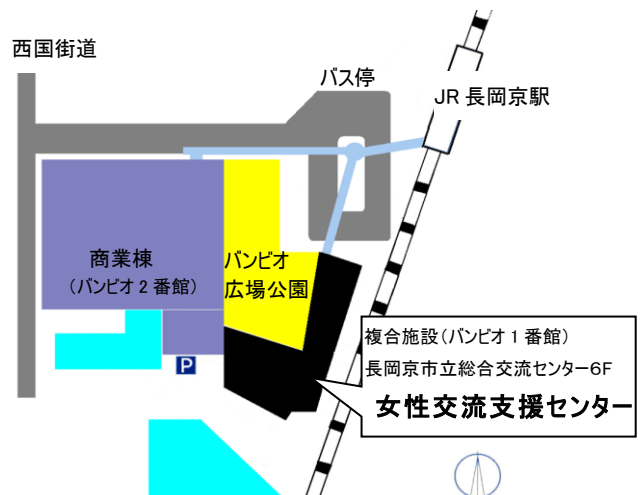 西国街道
バス停
JR 長岡京駅
商業棟
（バンビオ２番館）
バンビオ
広場公園
P
複合施設（バンビオ１番館）
長岡京市立総合交流センター6F
女性交流支援センター